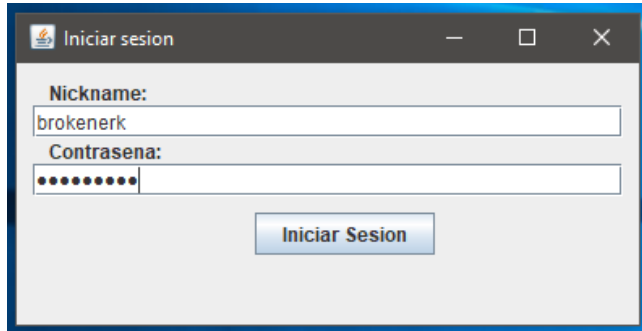 Iniciar sesion
Nickname:
brokenerk
Contrasena:
•••••••••
Iniciar Sesion